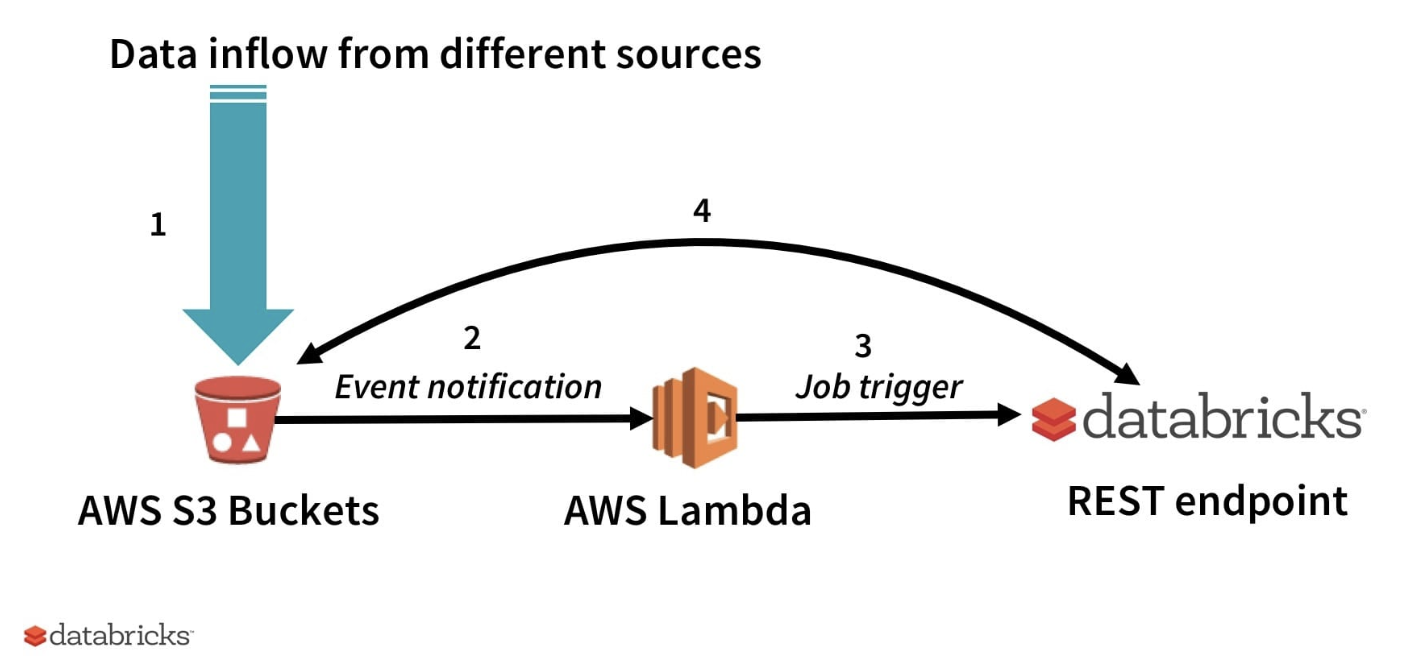 Data inflow from different sources
1
4
2
3
Event notification
Job trigger
databricks
AWS S3 Buckets
AWS Lambda
REST endpoint
databricks